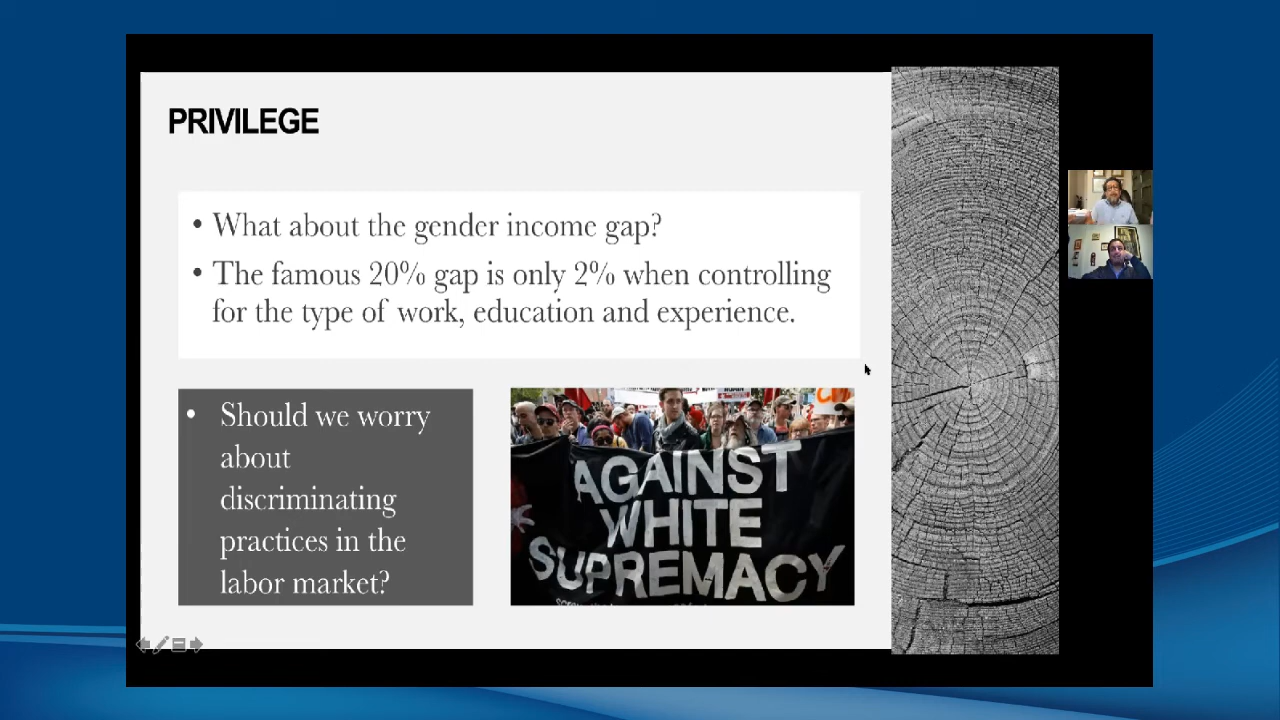 PRIVILEGE
• What about the gender income gap?
• The famous 20% gap is only 2% when controlling
for the type of work, education and experience.
• Should we worry
about
discriminating
practices in the
labor market?
AGAINST
WHITE
SUPREMACY